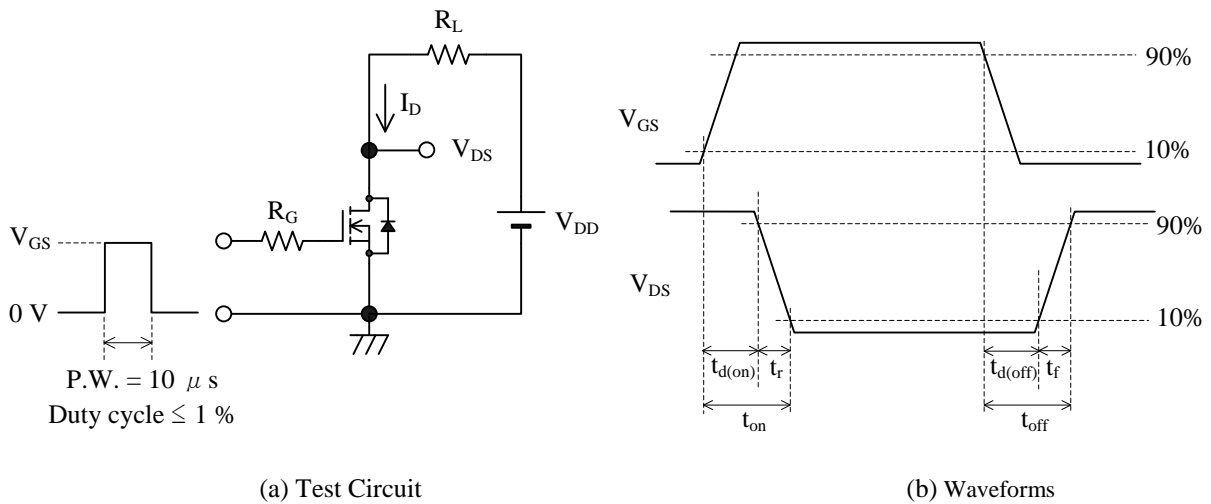 R_L
I_D
V_DS
R_G
V_DD
V_GS
0 V
P.W. = 10 μ s
Duty cycle ≤ 1 %
(a) Test Circuit
90%
V_GS
10%
90%
V_DS
10%
t_d(on) t_r t_d(off) t_f
t_on t_off
(b) Waveforms